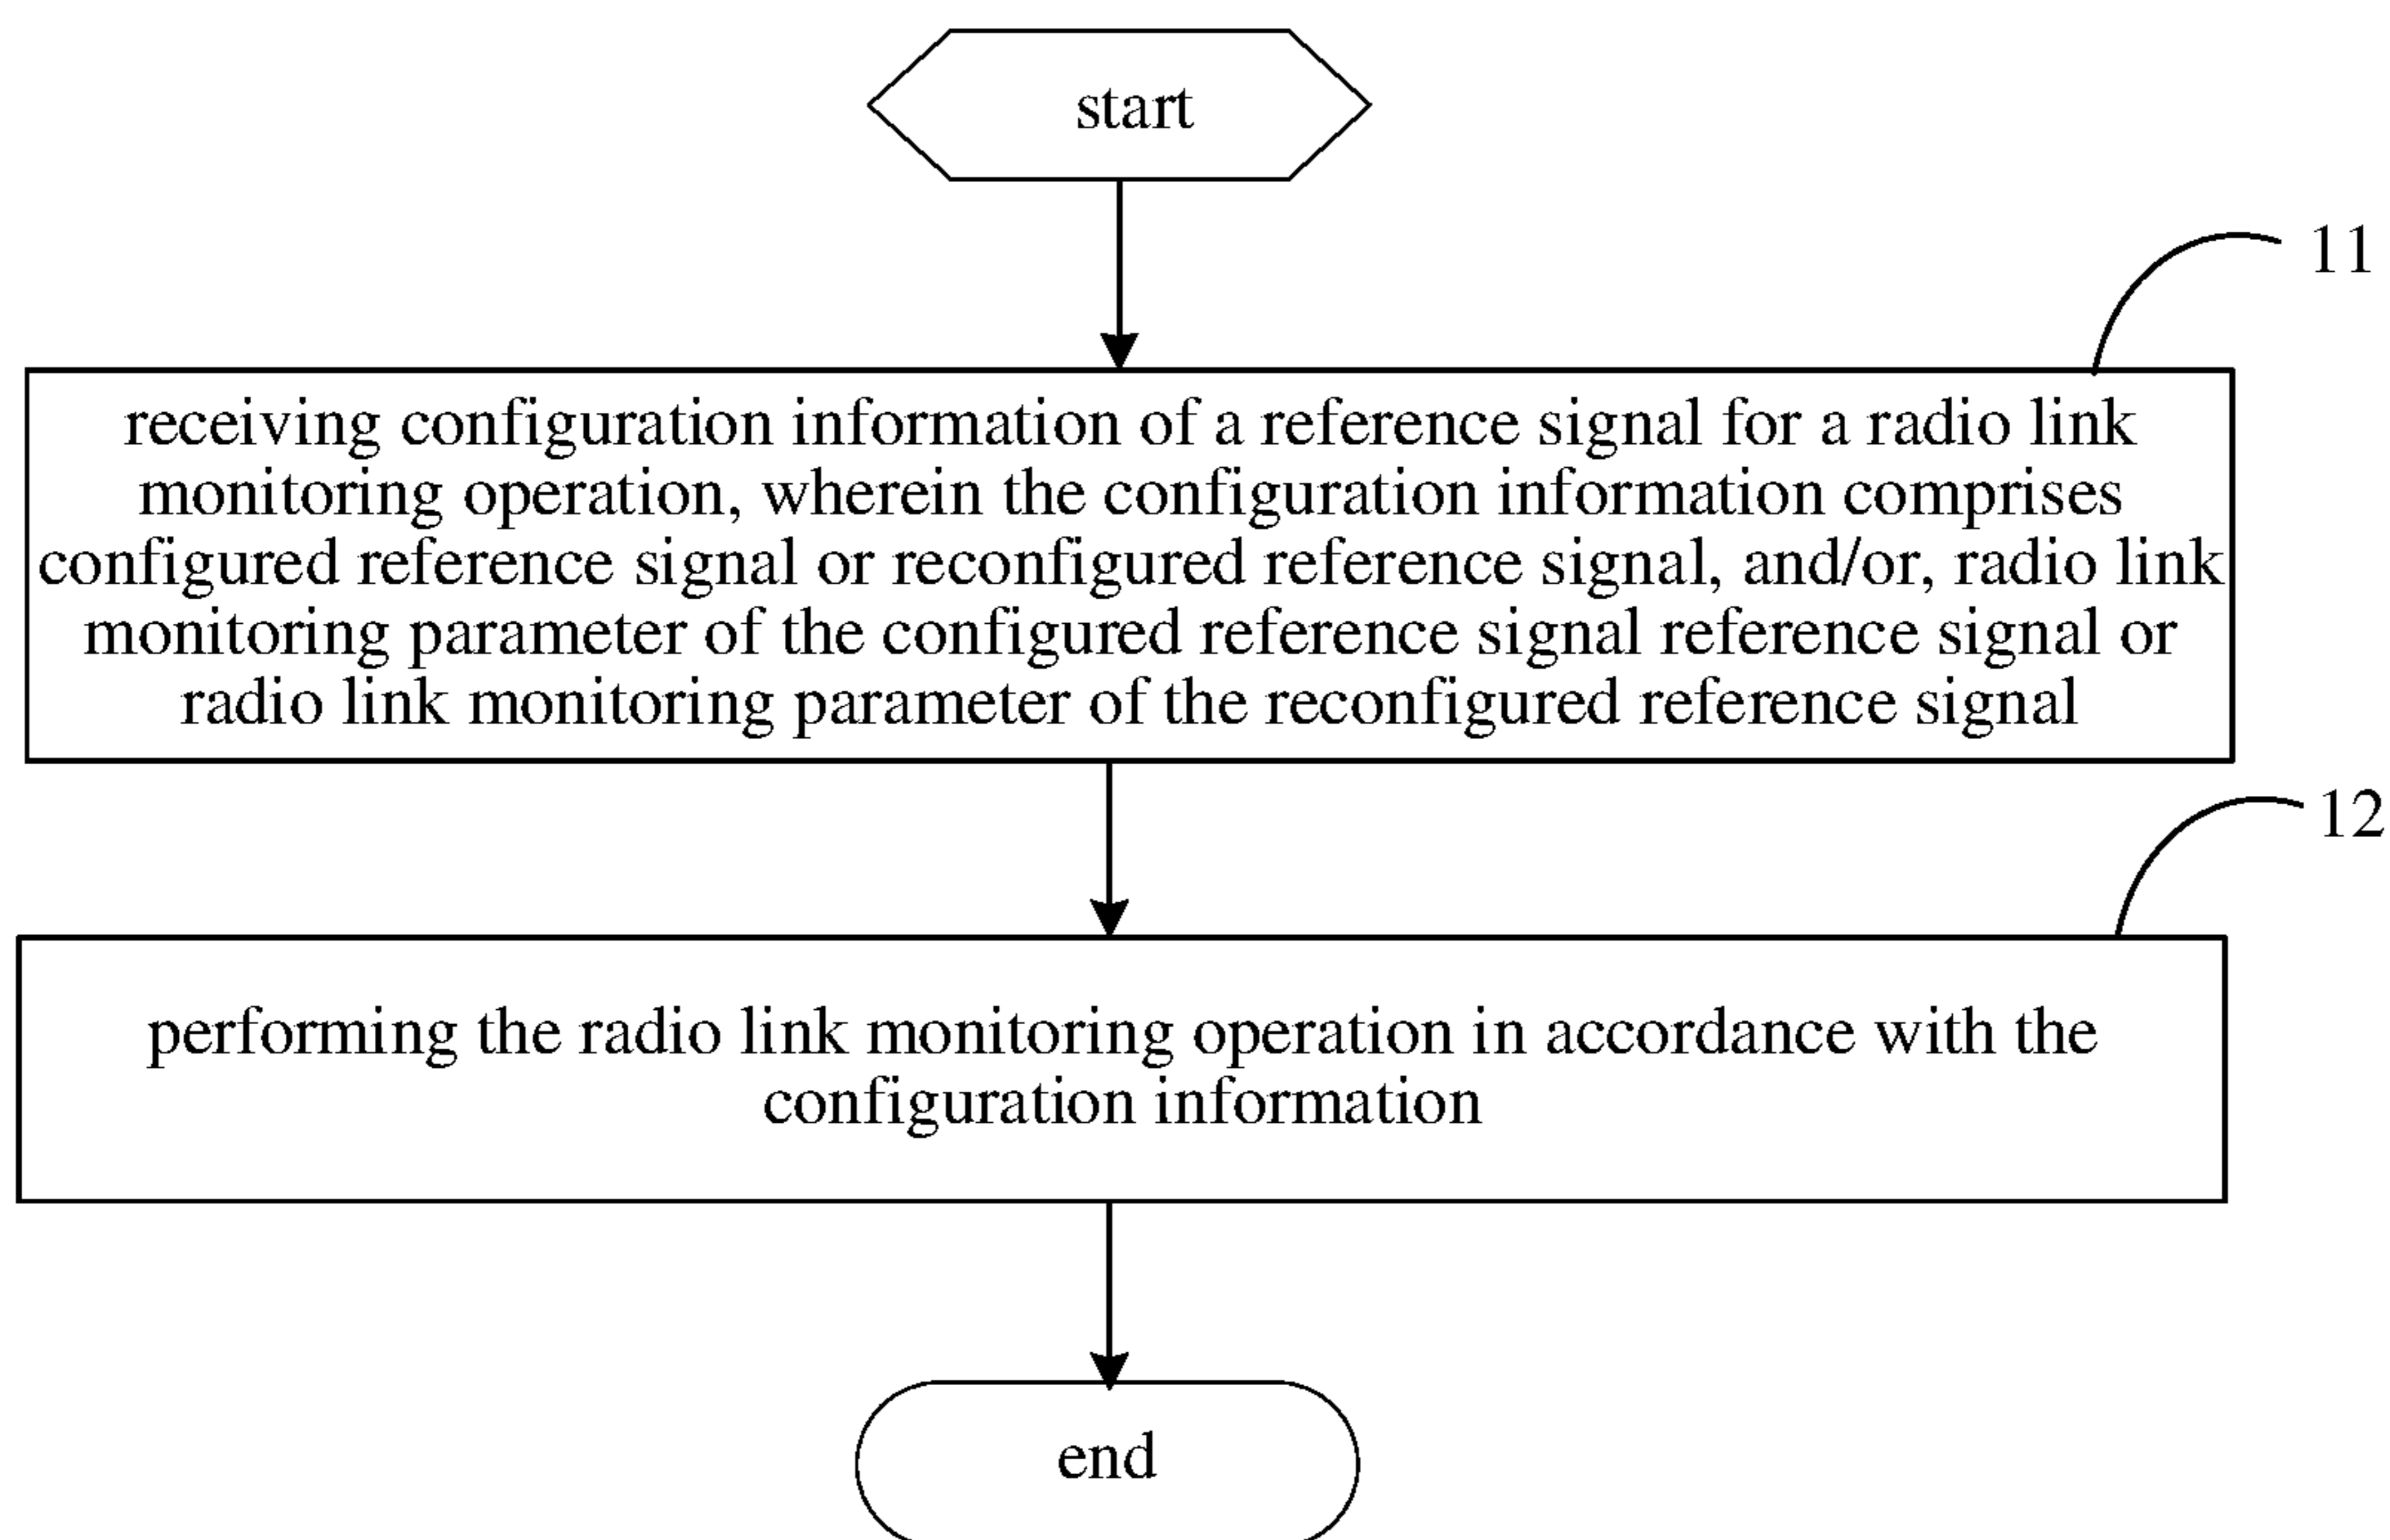 start
11
receiving configuration information of a reference signal for a radio link
monitoring operation, wherein the configuration information comprises
configured reference signal or reconfigured reference signal, and/or, radio link
monitoring parameter of the configured reference signal reference signal or
radio link monitoring parameter of the reconfigured reference signal
12
performing the radio link monitoring operation in accordance with the
configuration information
end